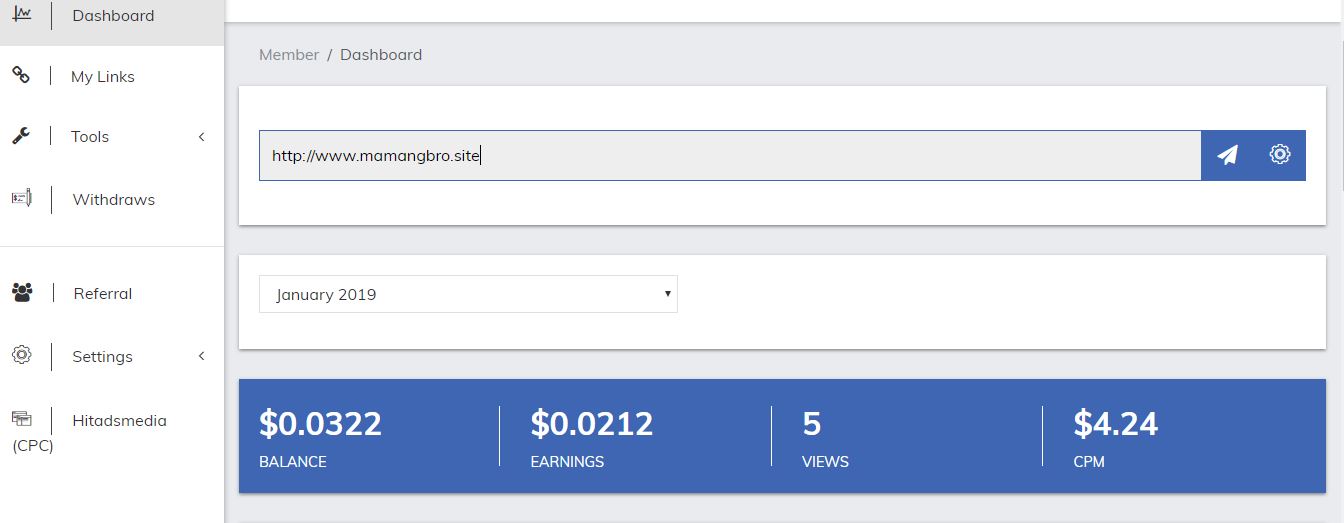 Dashboard
My Links
Tools
Withdraws
Referral
Settings
Hitadsmedia
(CPC)
Member / Dashboard
http://www.mamangbro.site
January 2019
$0.0322
BALANCE
$0.0212
EARNINGS
5
VIEWS
$4.24
CPM